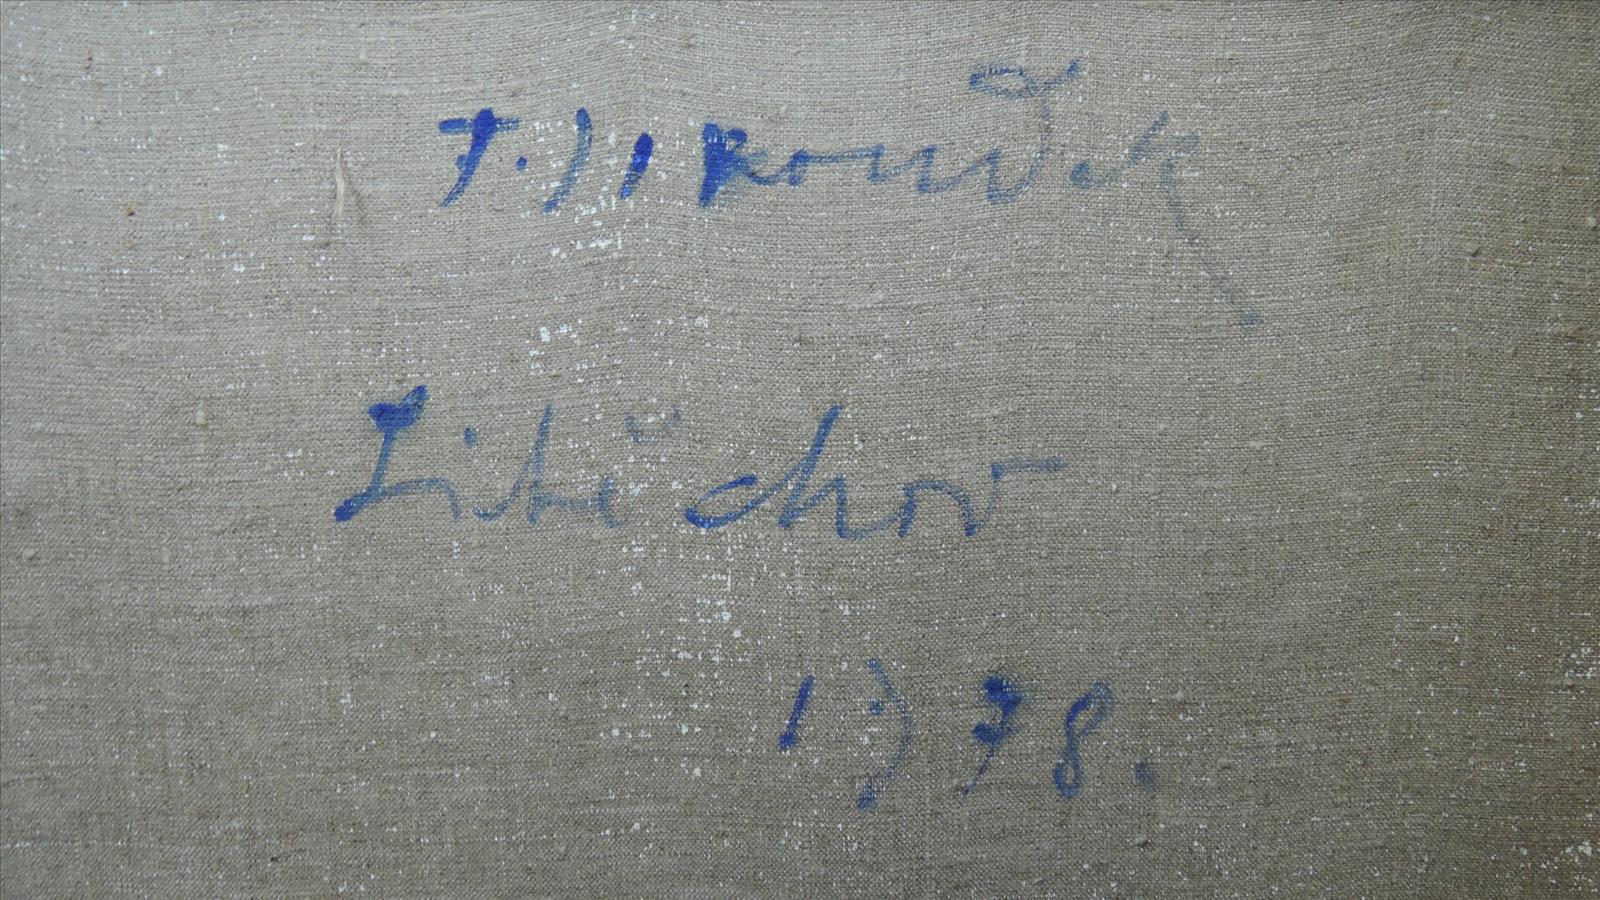 F. Jiroudek
Liběchov
1978.